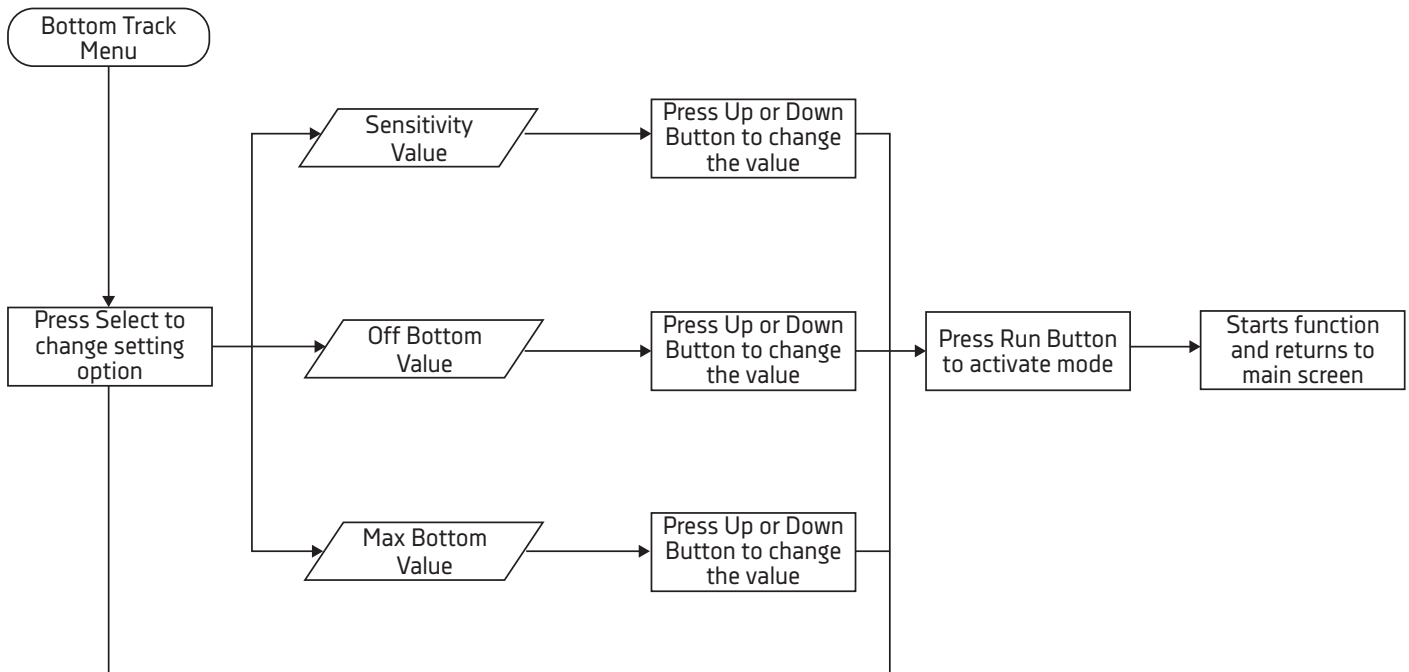 Bottom Track
Menu
Sensitivity
Value
Press Up or Down
Button to change
the value
Press Select to
change setting
option
Off Bottom
Value
Press Up or Down
Button to change
the value
Press Run Button
to activate mode
Starts function
and returns to
main screen
Max Bottom
Value
Press Up or Down
Button to change
the value